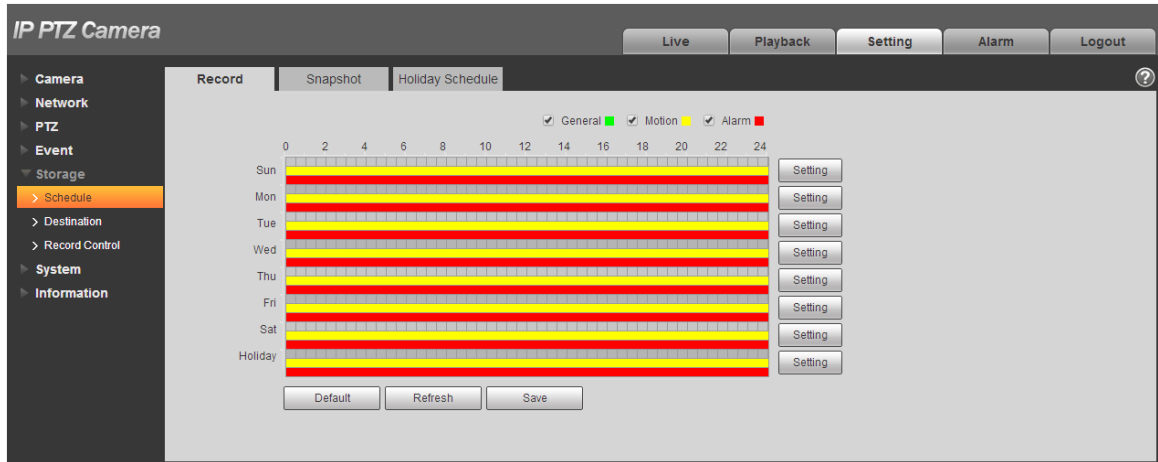 IP PTZ Camera
Live Playback Setting Alarm Logout
Camera
Network
PTZ
Event
Storage
Schedule
Destination
Record Control
System
Information
Record Snapshot Holiday Schedule
?
General Motion Alarm
0 2 4 6 8 10 12 14 16 18 20 22 24
Sun Setting
Mon Setting
Tue Setting
Wed Setting
Thu Setting
Fri Setting
Sat Setting
Holiday Setting
Default Refresh Save